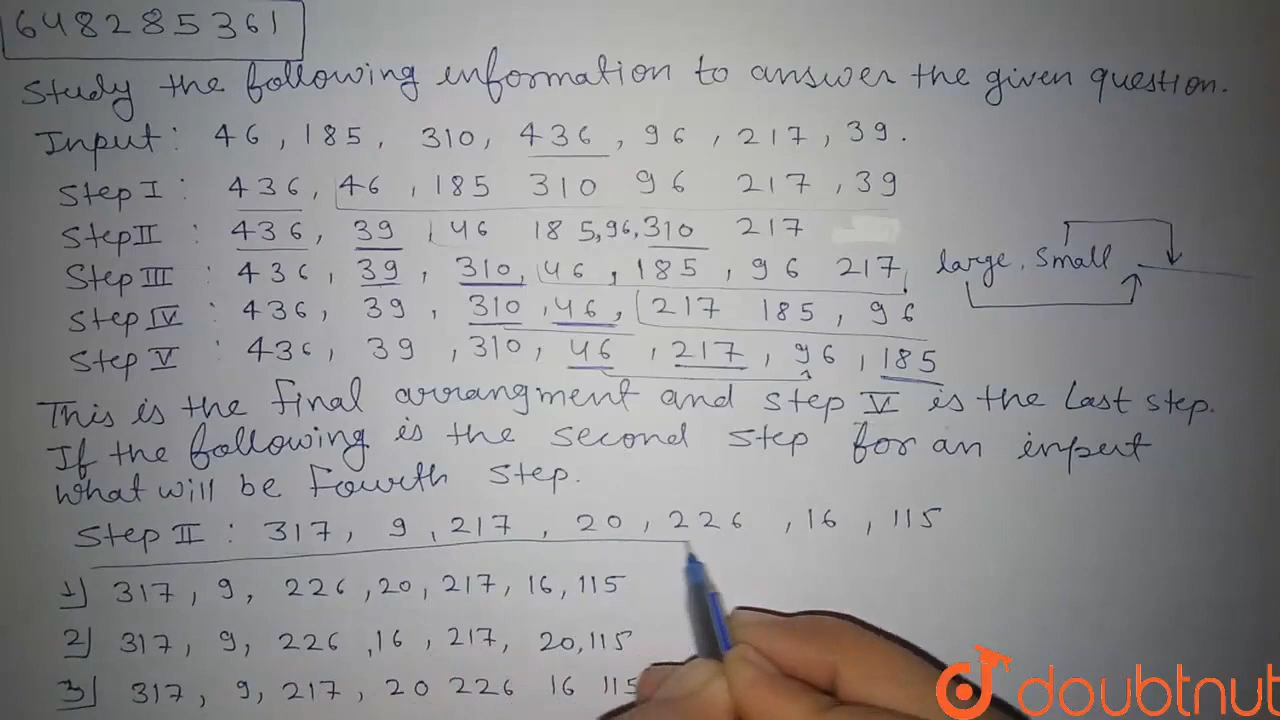 648285361
Study the following information to answer the given question.
Input: 46, 185, 310, 436, 96, 217, 39.
Step I: 436, 46, 185 310 96 217, 39
Step II: 436, 39, 46 185, 96, 310 217
Step III: 436, 39, 310, 46, 185, 96 217,
large, Small
Step IV: 436, 39, 310, 46, 217 185, 96
Step V: 436, 39, 310, 46, 217, 96, 185
This is the final arrangment and step V is the Last step.
If the following is the second step for an input
what will be Fourth step.
Step II: 317, 9, 217, 20, 226, 16, 115
1) 317, 9, 226, 20, 217, 16, 115
2) 317, 9, 226, 16, 217, 20, 115
3) 317, 9, 217, 20 226 16 115
doubtnut